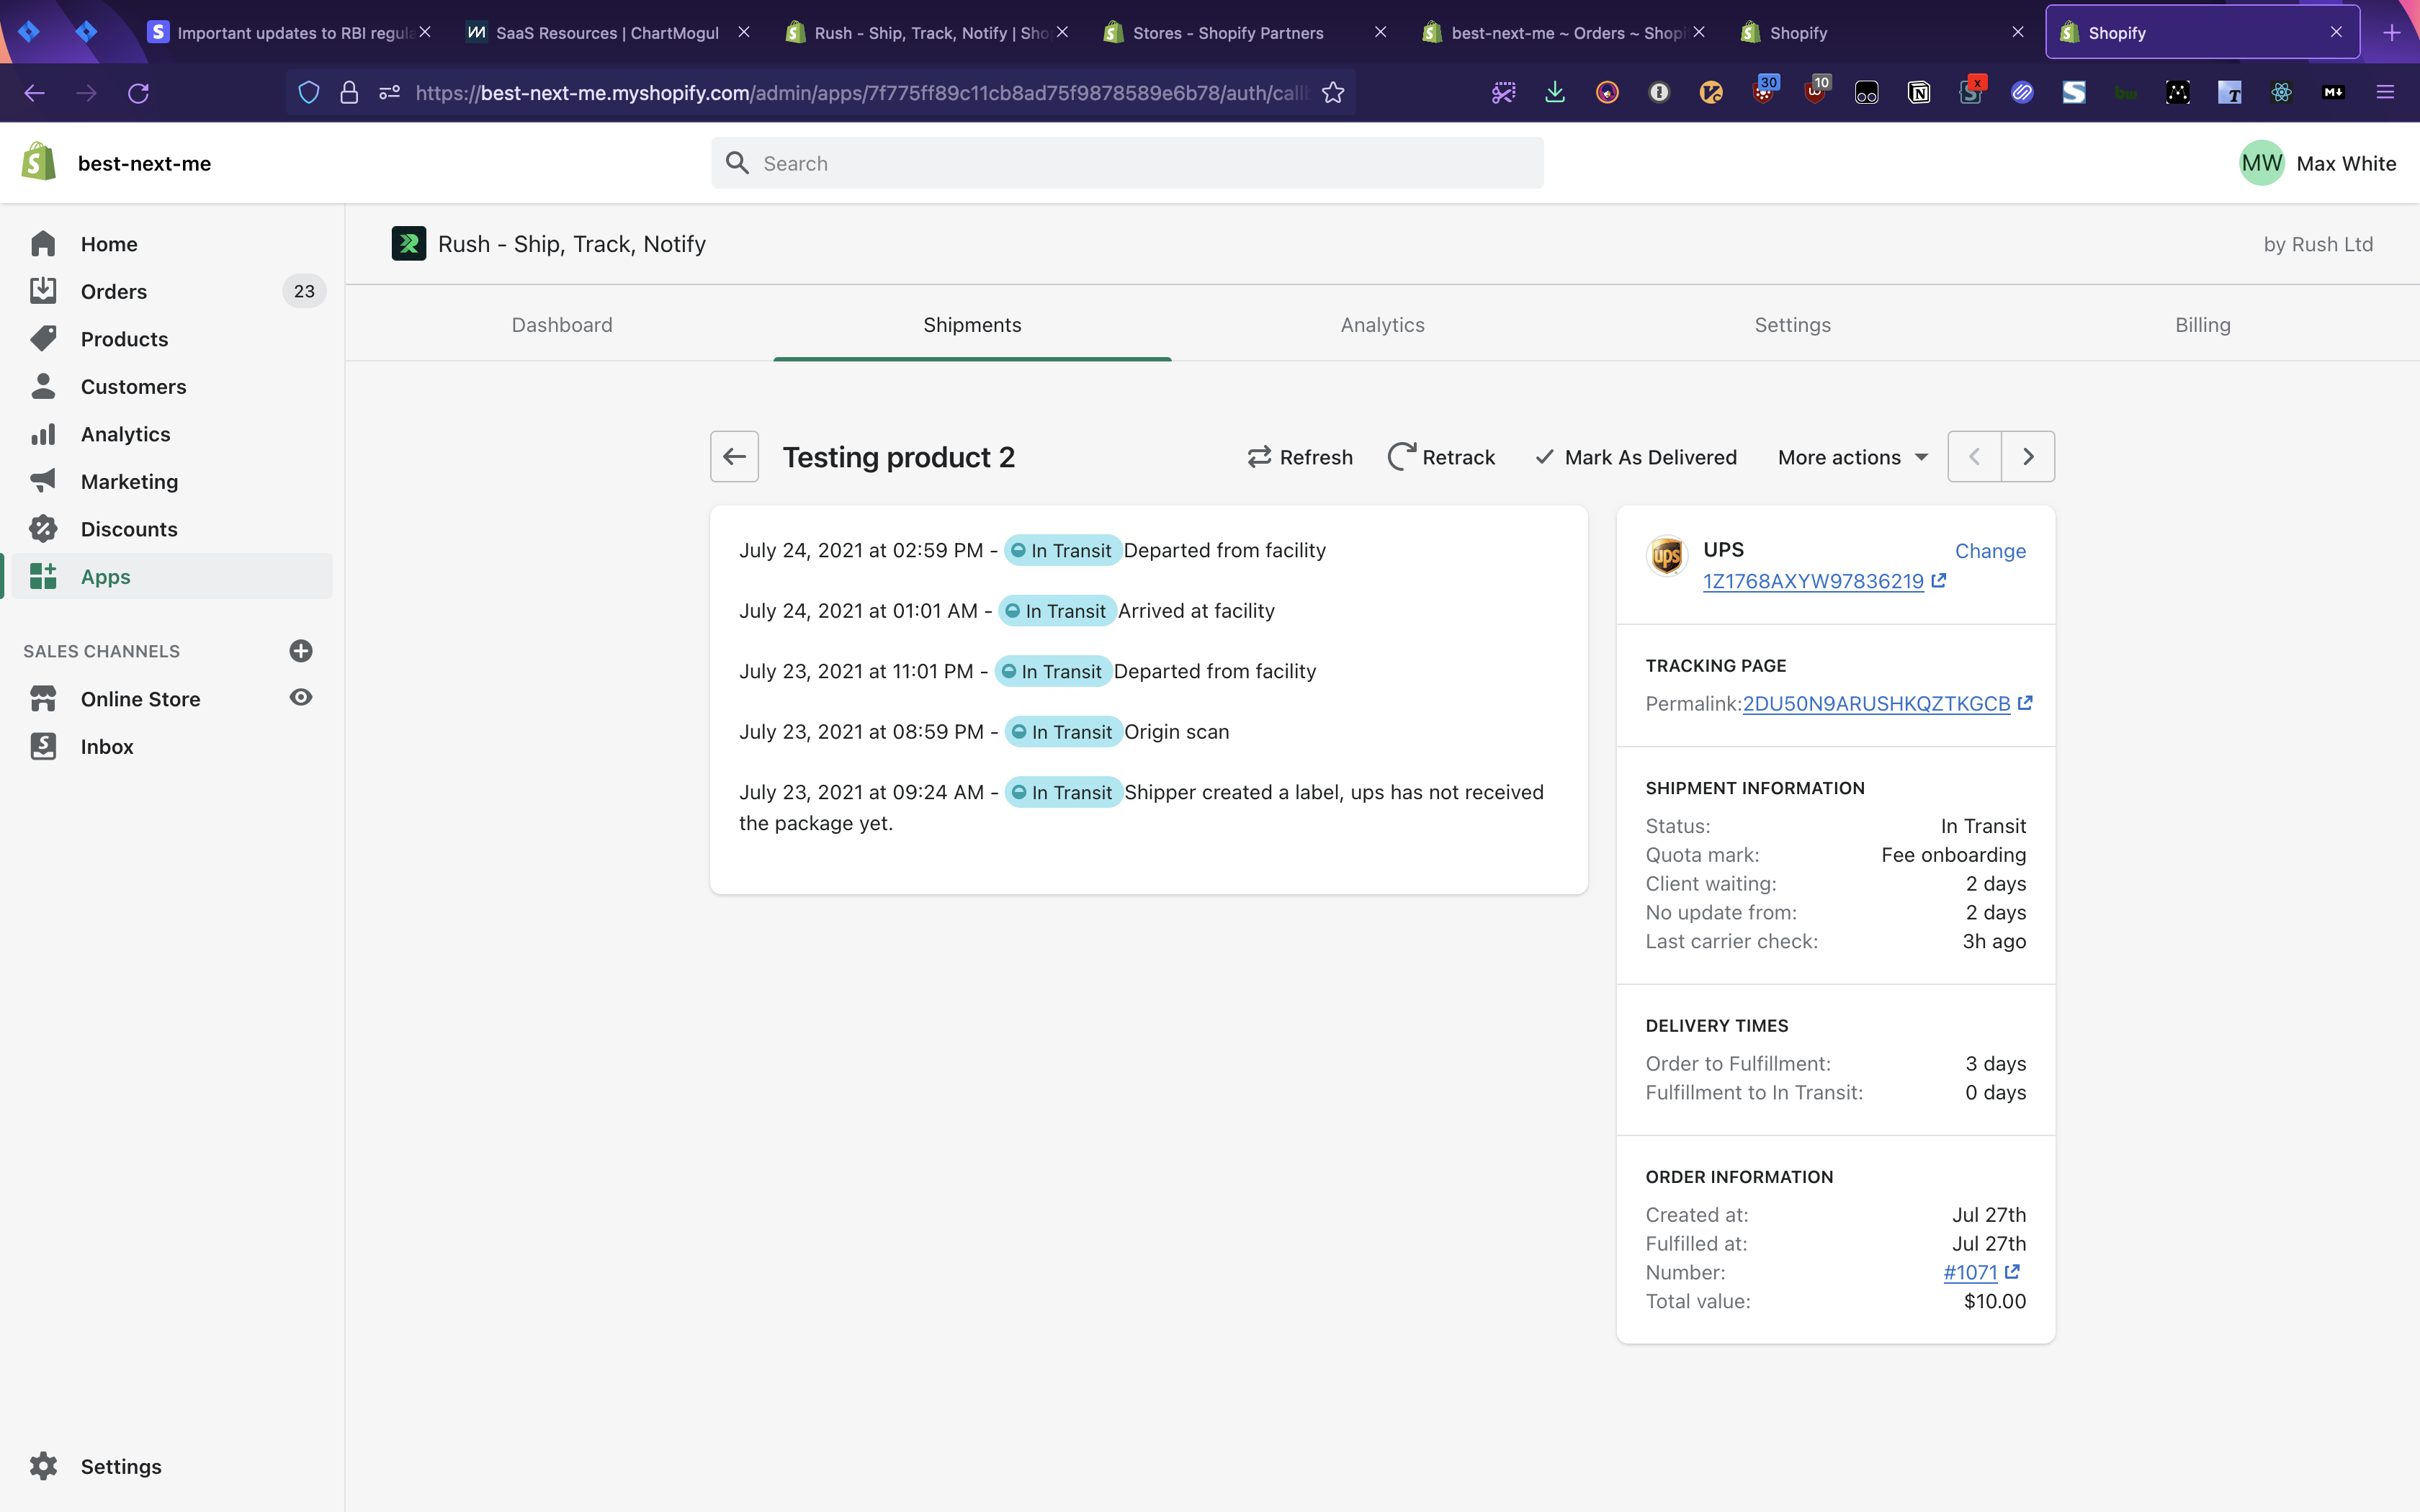 Important updates to RBI regula
SaaS Resources | ChartMogul
Rush - Ship, Track, Notify | Sho
Stores - Shopify Partners
best-next-me ~ Orders ~ Shopi
Shopify
Shopify
https://best-next-me.myshopify.com/admin/apps/7f775ff89c11cb8ad75f9878589e6b78/auth/call
30
10
best-next-me
Search
MW
Max White
Home
Orders
23
Products
Customers
Analytics
Marketing
Discounts
Apps
SALES CHANNELS
Online Store
Inbox
Settings
Rush - Ship, Track, Notify
by Rush Ltd
Dashboard
Shipments
Analytics
Settings
Billing
Testing product 2
Refresh
Retrack
Mark As Delivered
More actions
July 24, 2021 at 02:59 PM - In Transit Departed from facility
July 24, 2021 at 01:01 AM - In Transit Arrived at facility
July 23, 2021 at 11:01 PM - In Transit Departed from facility
July 23, 2021 at 08:59 PM - In Transit Origin scan
July 23, 2021 at 09:24 AM - In Transit Shipper created a label, ups has not received
the package yet.
ups
UPS
Change
1Z1768AXYW97836219
TRACKING PAGE
Permalink:2DU50N9ARUSHKQZTKGCB
SHIPMENT INFORMATION
Status: In Transit
Quota mark: Fee onboarding
Client waiting: 2 days
No update from: 2 days
Last carrier check: 3h ago
DELIVERY TIMES
Order to Fulfillment: 3 days
Fulfillment to In Transit: 0 days
ORDER INFORMATION
Created at: Jul 27th
Fulfilled at: Jul 27th
Number: #1071
Total value: $10.00